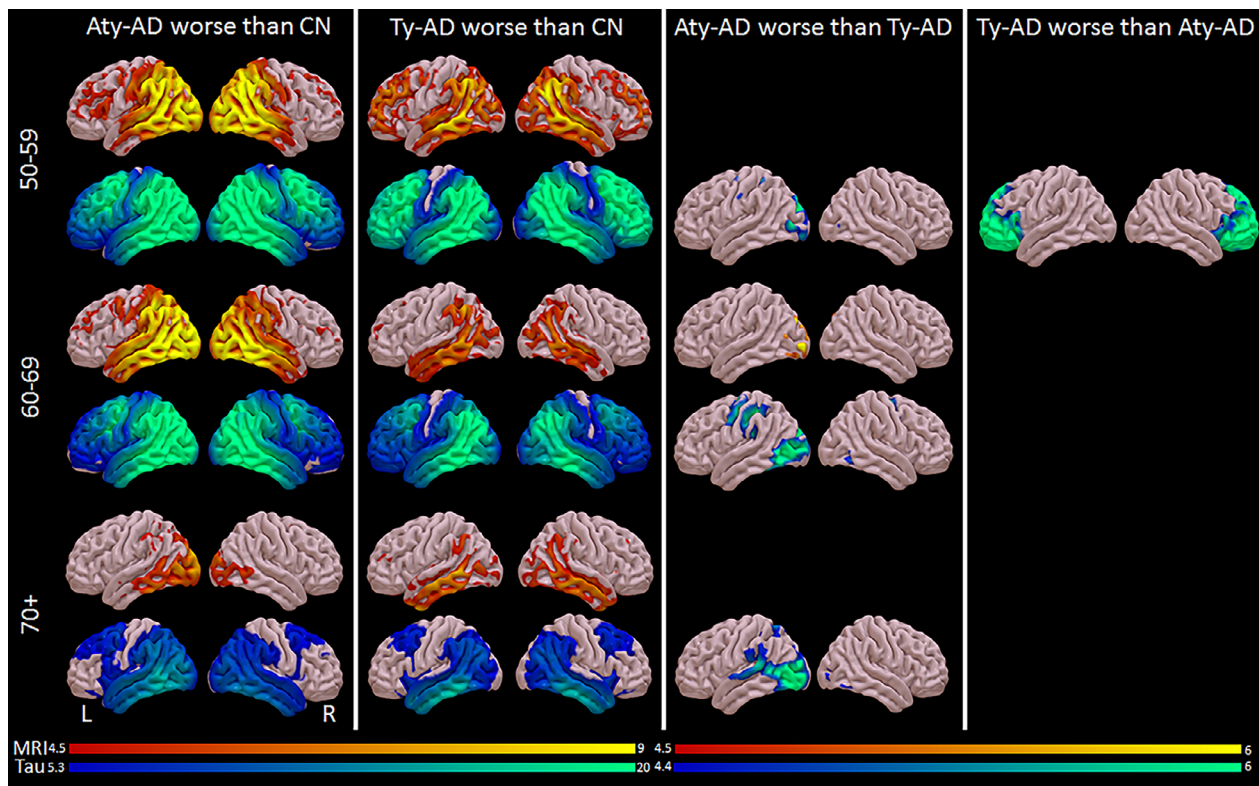 Aty-AD worse than CN
Ty-AD worse than CN
Aty-AD worse than Ty-AD
Ty-AD worse than Aty-AD
50-59
60-69
70+
L
R
MRI 4.5 9 4.5 6
Tau 5.3 20 4.4 6